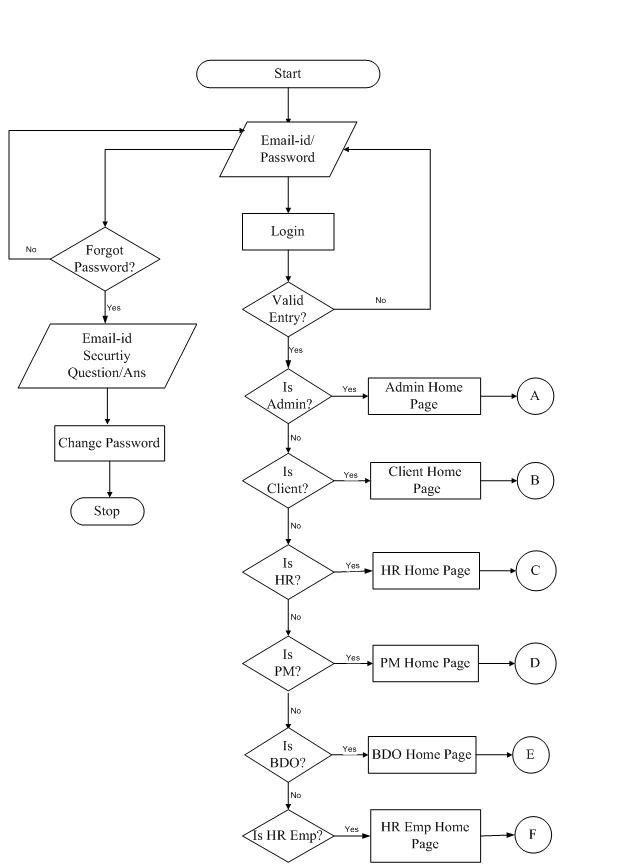 Start
Email-id/
Password
Login
Forgot
Password?
No
Yes
Email-id
Securtiy
Question/Ans
Change Password
Stop
Valid
Entry?
No
Yes
Is
Admin?
Yes
Admin Home
Page
A
No
Is
Client?
Yes
Client Home
Page
B
No
Is
HR?
Yes
HR Home Page
C
No
Is
PM?
Yes
PM Home Page
D
No
Is
BDO?
Yes
BDO Home Page
E
No
Is HR Emp?
Yes
HR Emp Home
Page
F